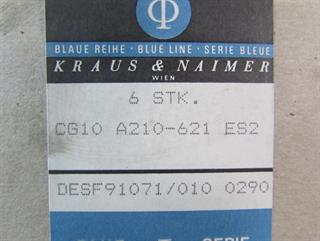 BLAUE REIHE · BLUE LINE · SERIE BLEUE
KRAUS & NAIMER
WIEN
6 STK.
CG10 A210-621 ES2
DESF91071/010 0290